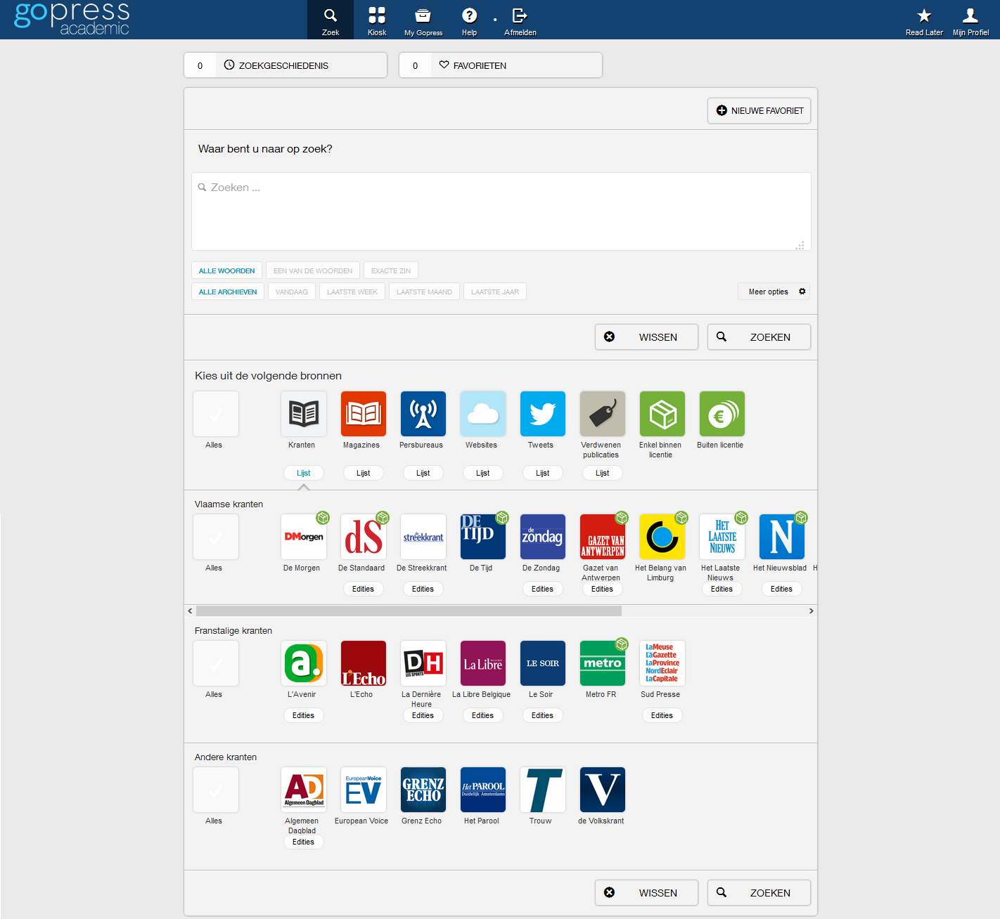 gopress
academic
Zoek
Kiosk
My Gopress
Help
Afmelden
Read Later
Mijn Profiel
0
ZOEKGESCHIEDENIS
0
FAVORIETEN
NIEUWE FAVORIET
Waar bent u naar op zoek?
Zoeken ...
ALLE WOORDEN
EEN VAN DE WOORDEN
EXACTE ZIN
ALLE ARCHIEVEN
VANDAAG
LAATSTE WEEK
LAATSTE MAAND
LAATSTE JAAR
Meer opties
WISSEN
ZOEKEN
Kies uit de volgende bronnen
Alles
Kranten
Magazines
Persbureaus
Websites
Tweets
Verdwenen
publicaties
Enkel binnen
licentie
Buiten licentie
Lijst
Lijst
Lijst
Lijst
Lijst
Lijst
Vlaamse kranten
DMorgen
dS
de
streekkrant
DE
TIJD
de
zondag
GAZET VAN
ANTWERPEN
HET
LAATSTE
NIEUWS
N
Alles
De Morgen
De Standaard
De Streekkrant
De Tijd
De Zondag
Gazet van
Antwerpen
Het Belang van
Limburg
Het Laatste
Nieuws
Het Nieuwsblad
H
Edities
Edities
Edities
Edities
Edities
Edities
Franstalige kranten
a.
L'Echo
DH
LES SPORTS
La Libre
BELGIQUE
LE SOIR
metro
LaMeuse
LaGazette
LaProvince
NordEclair
LaCapitale
Alles
L'Avenir
L'Echo
La Dernière
Heure
La Libre Belgique
Le Soir
Metro FR
Sud Presse
Edities
Edities
Edities
Edities
Edities
Andere kranten
AD
Algemeen Dagblad
EuropeanVoice
EV
GRENZ
ECHO
Het PAROOL
Duidelijk Amsterdams
T
V
Alles
Algemeen
Dagblad
European Voice
Grenz Echo
Het Parool
Trouw
de Volkskrant
Edities
WISSEN
ZOEKEN